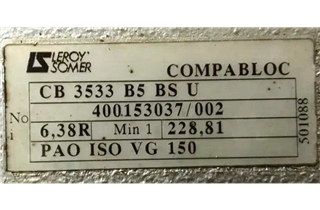 LEROY
SOMER
COMPABLOC
CB 3533 B5 BS U
No 400153037/002
i 6,38R Min 1 228,81
PAO ISO VG 150
501088